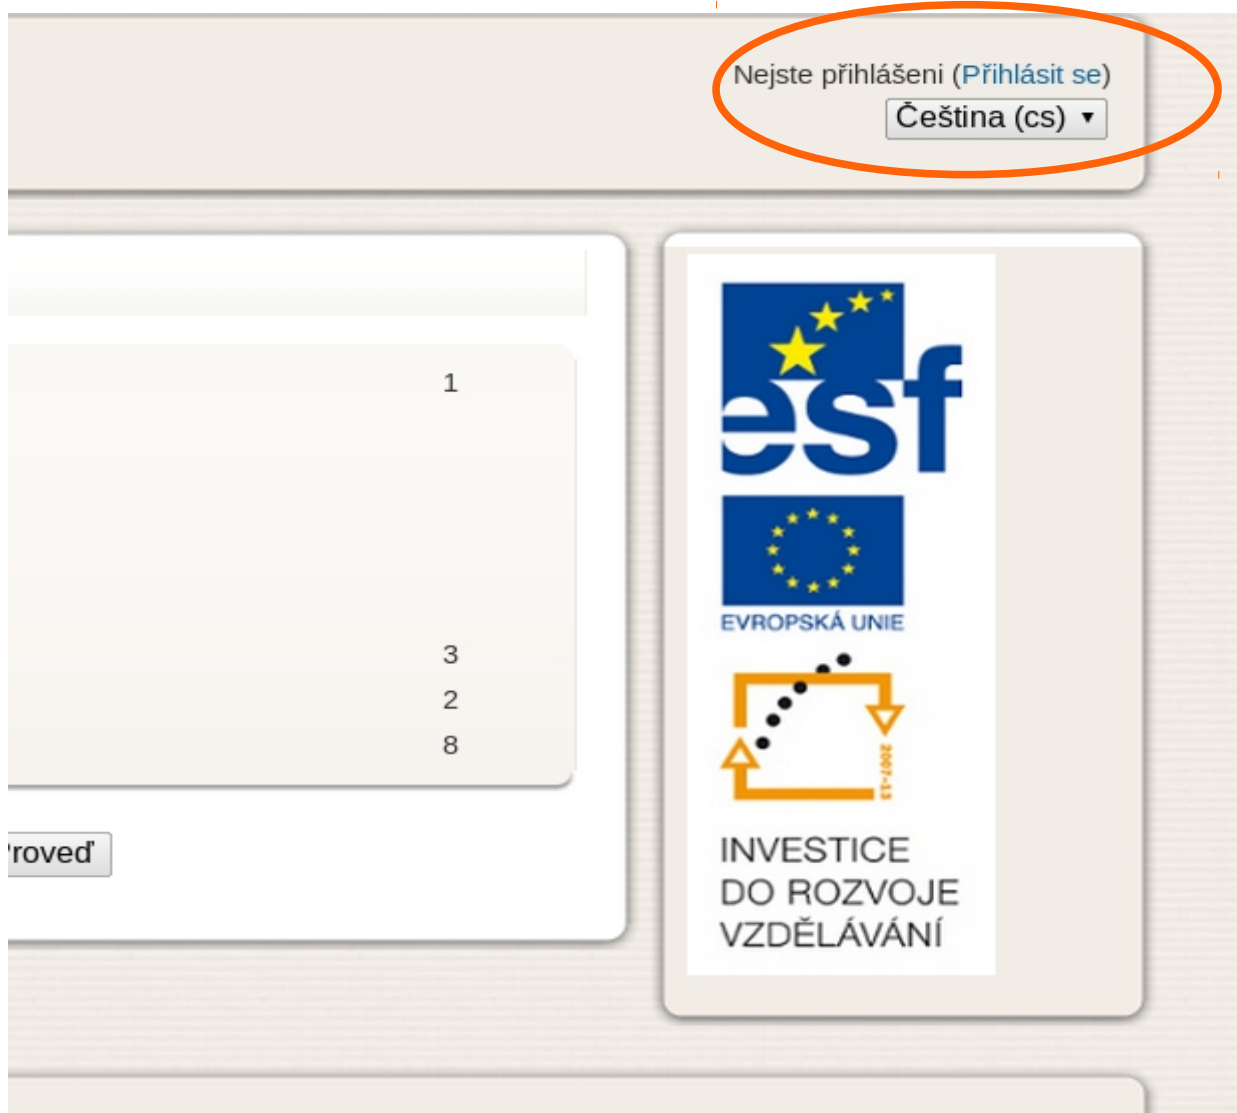 Nejste přihlášeni (Přihlásit se)
Čeština (cs)
1
3
2
8
roveď
esf
EVROPSKÁ UNIE
2007-13
INVESTICE
DO ROZVOJE
VZDĚLÁVÁNÍ